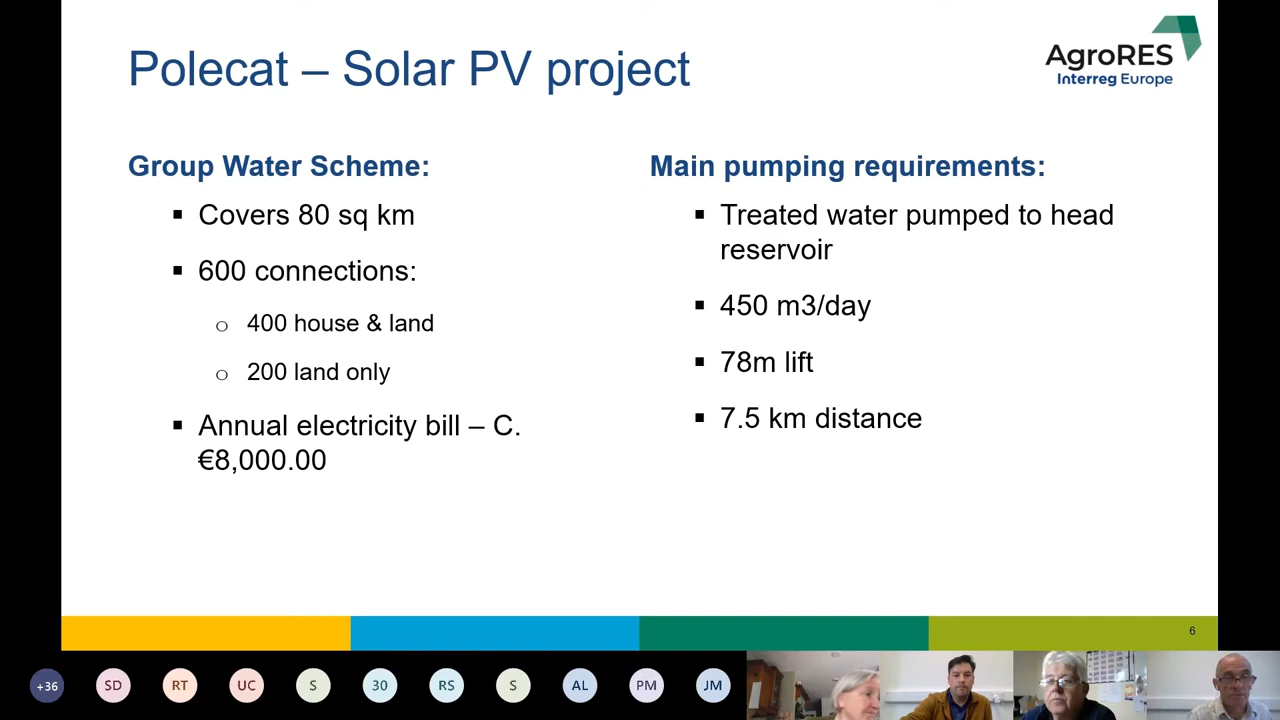 Polecat – Solar PV project
AgroRES
Interreg Europe
Group Water Scheme:
▪ Covers 80 sq km
▪ 600 connections:
o 400 house & land
o 200 land only
▪ Annual electricity bill – C.
€8,000.00
Main pumping requirements:
▪ Treated water pumped to head
reservoir
▪ 450 m3/day
▪ 78m lift
▪ 7.5 km distance
6
+36
SD
RT
UC
S
30
RS
S
AL
PM
JM